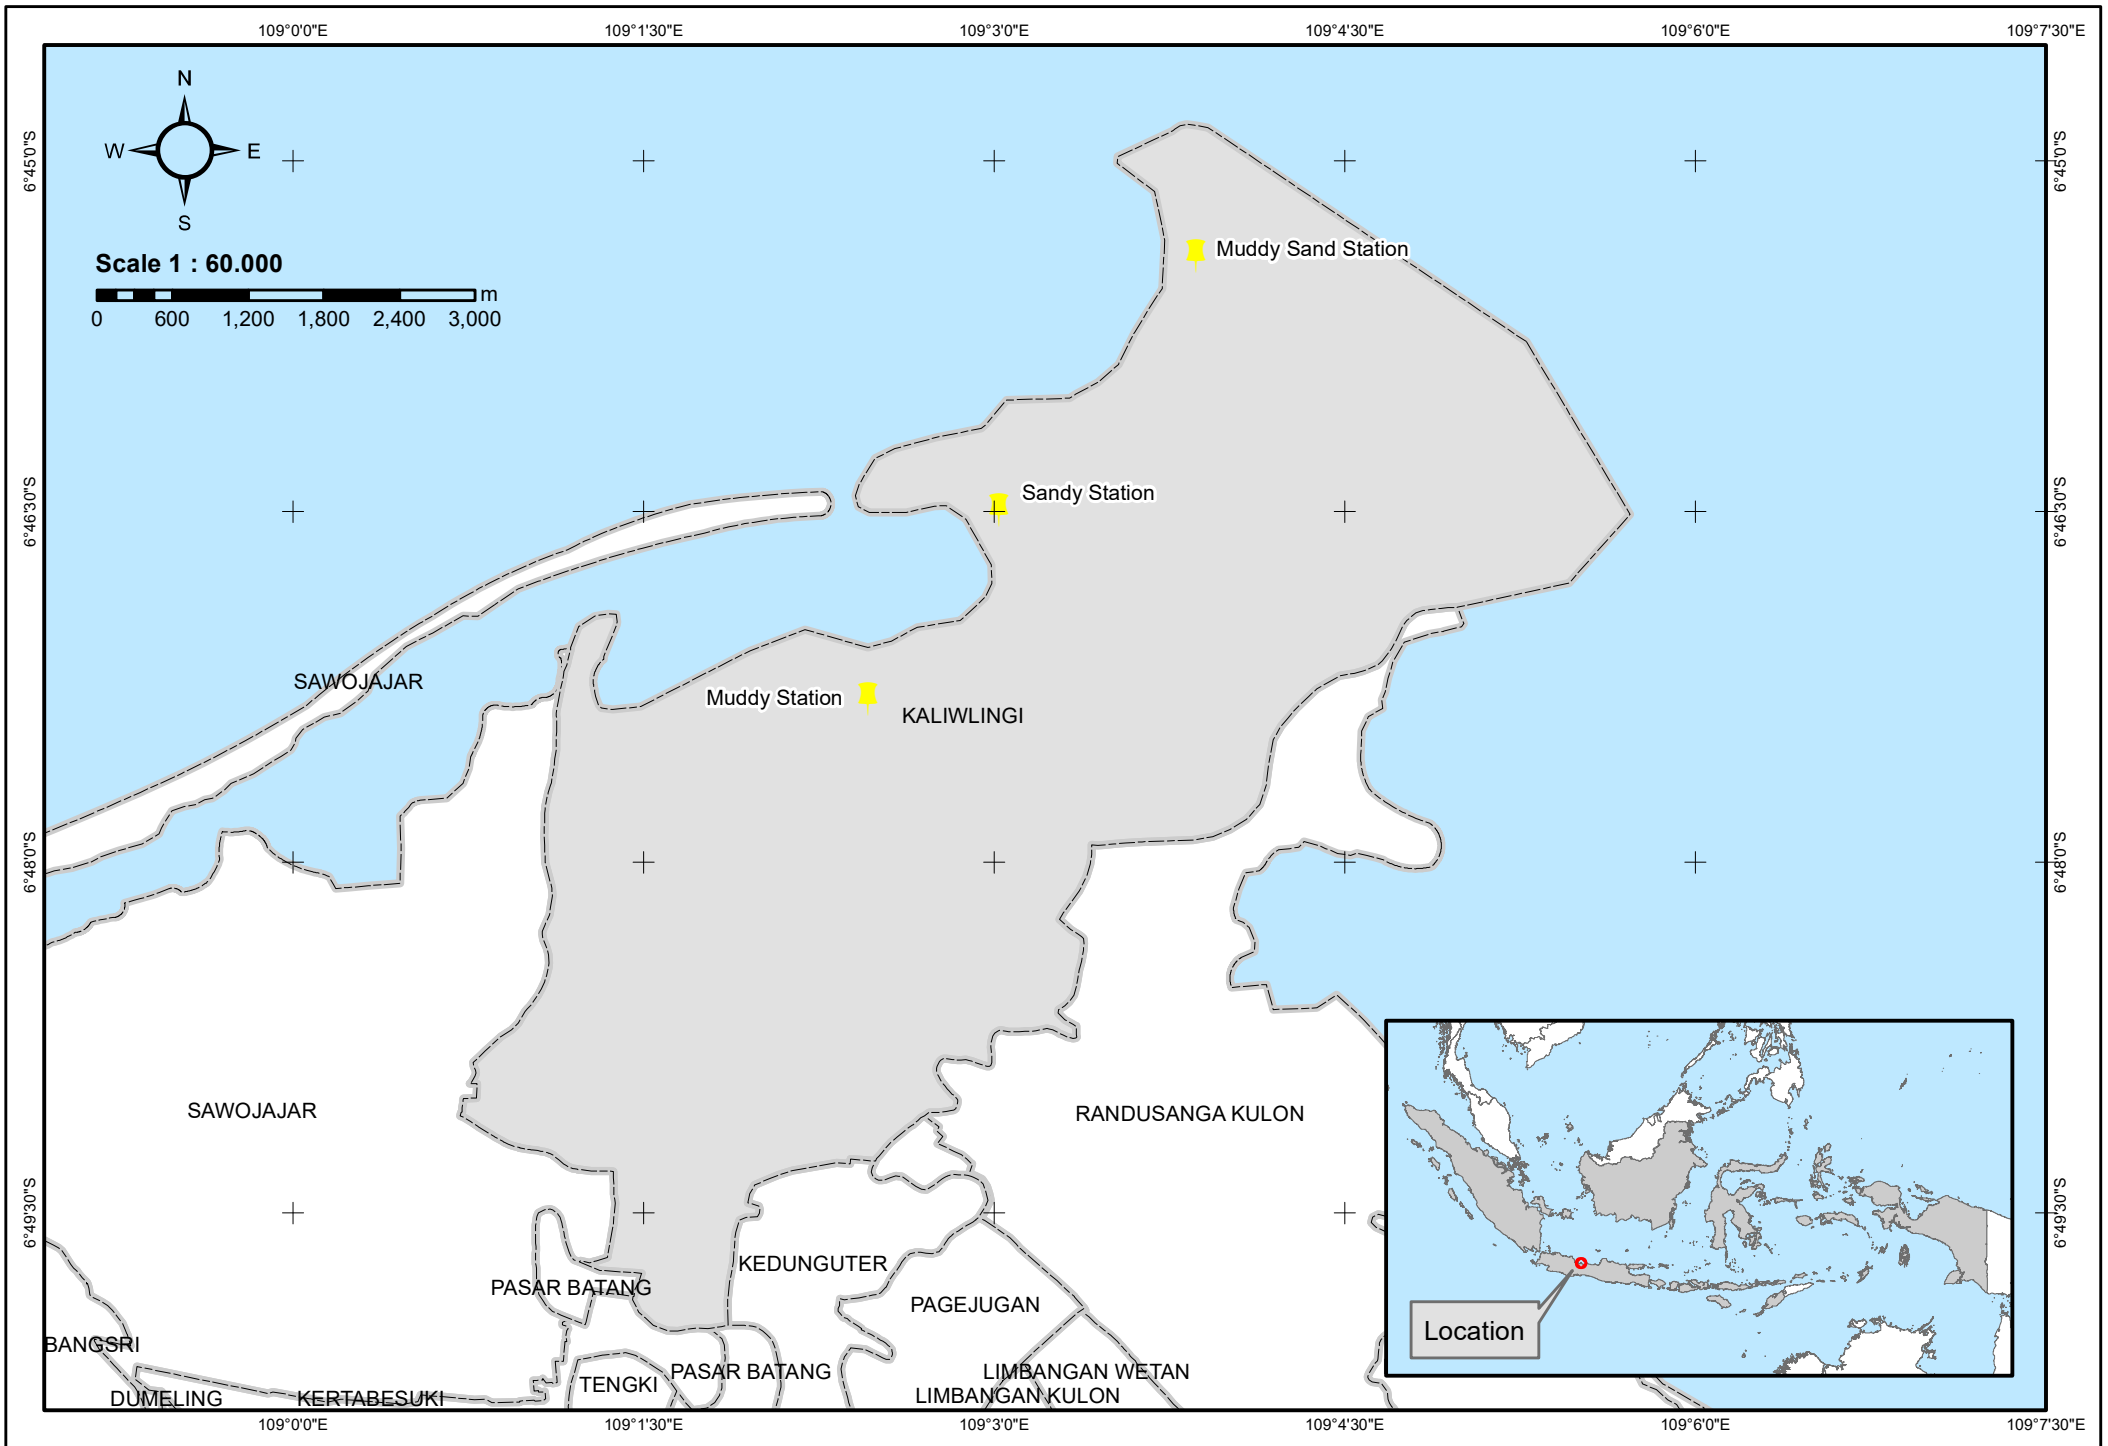 109°0'0"E
109°1'30"E
109°3'0"E
109°4'30"E
109°6'0"E
109°7'30"E
N
W
E
S
6°45'0"S
6°45'0"S
Muddy Sand Station
Scale 1 : 60.000
m
0
600
1,200
1,800
2,400
3,000
Sandy Station
6°46'30"S
6°46'30"S
SAWOJAJAR
Muddy Station
KALIWLINGI
6°48'0"S
6°48'0"S
SAWOJAJAR
RANDUSANGA KULON
6°49'30"S
6°49'30"S
KEDUNGUTER
PASAR BATANG
PAGEJUGAN
Location
BANGSRI
PASAR BATANG
LIMBANGAN WETAN
TENGKI
DUMELING
KERTABESUKI
LIMBANGAN KULON
109°0'0"E
109°1'30"E
109°3'0"E
109°4'30"E
109°6'0"E
109°7'30"E